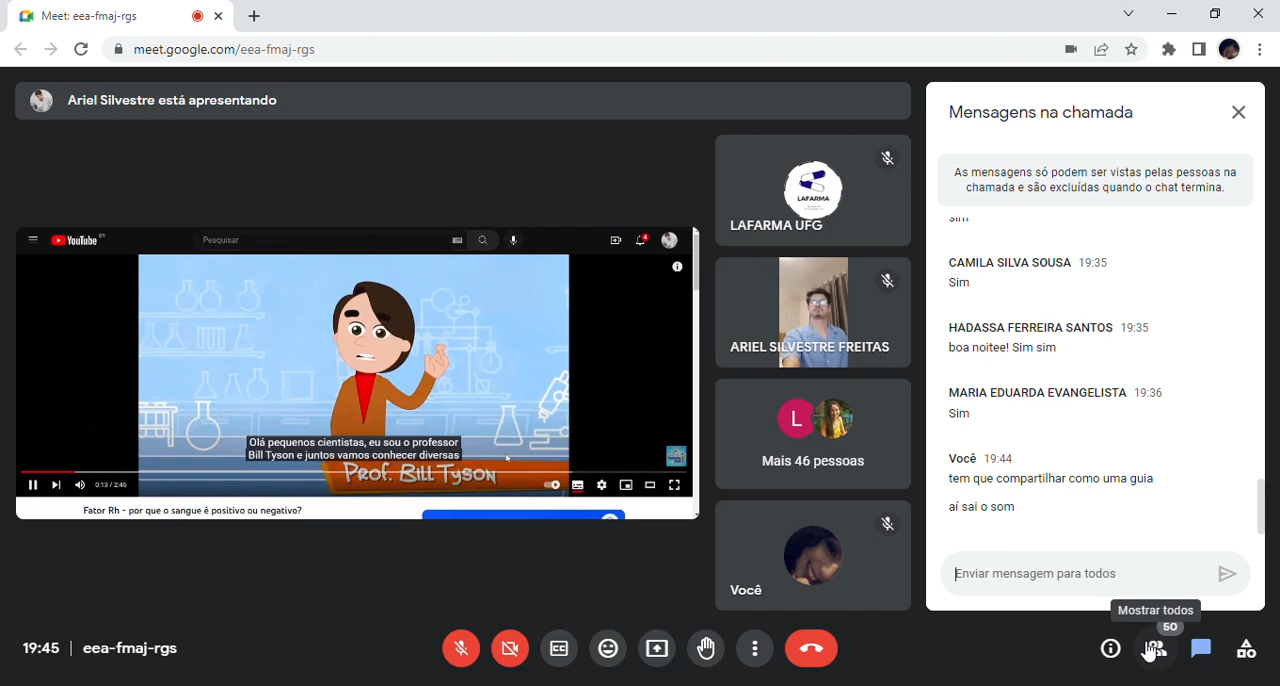 Meet: eea-fmaj-rgs
meet.google.com/eea-fmaj-rgs
Ariel Silvestre está apresentando
YouTube BR
Pesquisar
4
Olá pequenos cientistas, eu sou o professor
Bill Tyson e juntos vamos conhecer diversas
PROF. BILL TYSON
0:13 / 2:45
Fator Rh - por que o sangue é positivo ou negativo?
LAFARMA
LAFARMA UFG
ARIEL SILVESTRE FREITAS
L
Mais 46 pessoas
Você
Mensagens na chamada
As mensagens só podem ser vistas pelas pessoas na
chamada e são excluídas quando o chat termina.
sim
CAMILA SILVA SOUSA 19:35
Sim
HADASSA FERREIRA SANTOS 19:35
boa noitee! Sim sim
MARIA EDUARDA EVANGELISTA 19:36
Sim
Você 19:44
tem que compartilhar como uma guia
aí sai o som
Enviar mensagem para todos
Mostrar todos
50
19:45 | eea-fmaj-rgs